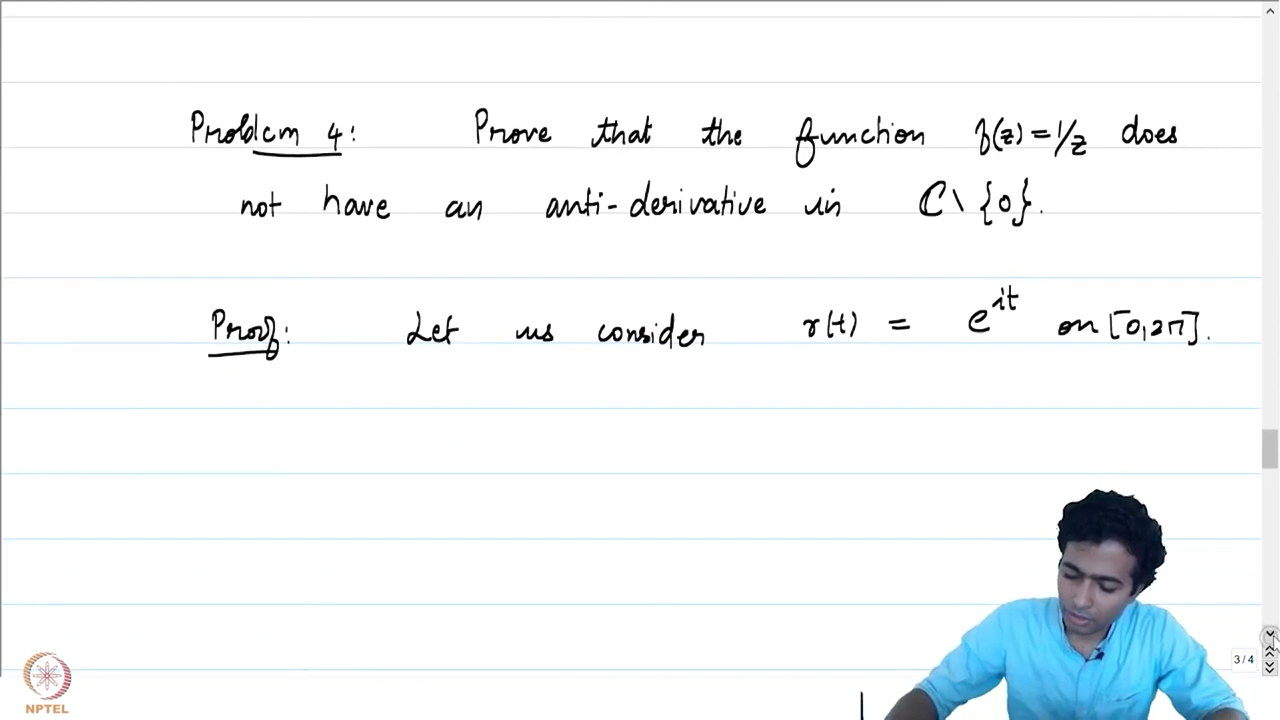 Problem 4: Prove that the function f(z) = 1/z does
not have an anti-derivative in ℂ \ {0}.
Proof: Let us consider γ(t) = e^{it} on [0,2π].
3 / 4
NPTEL